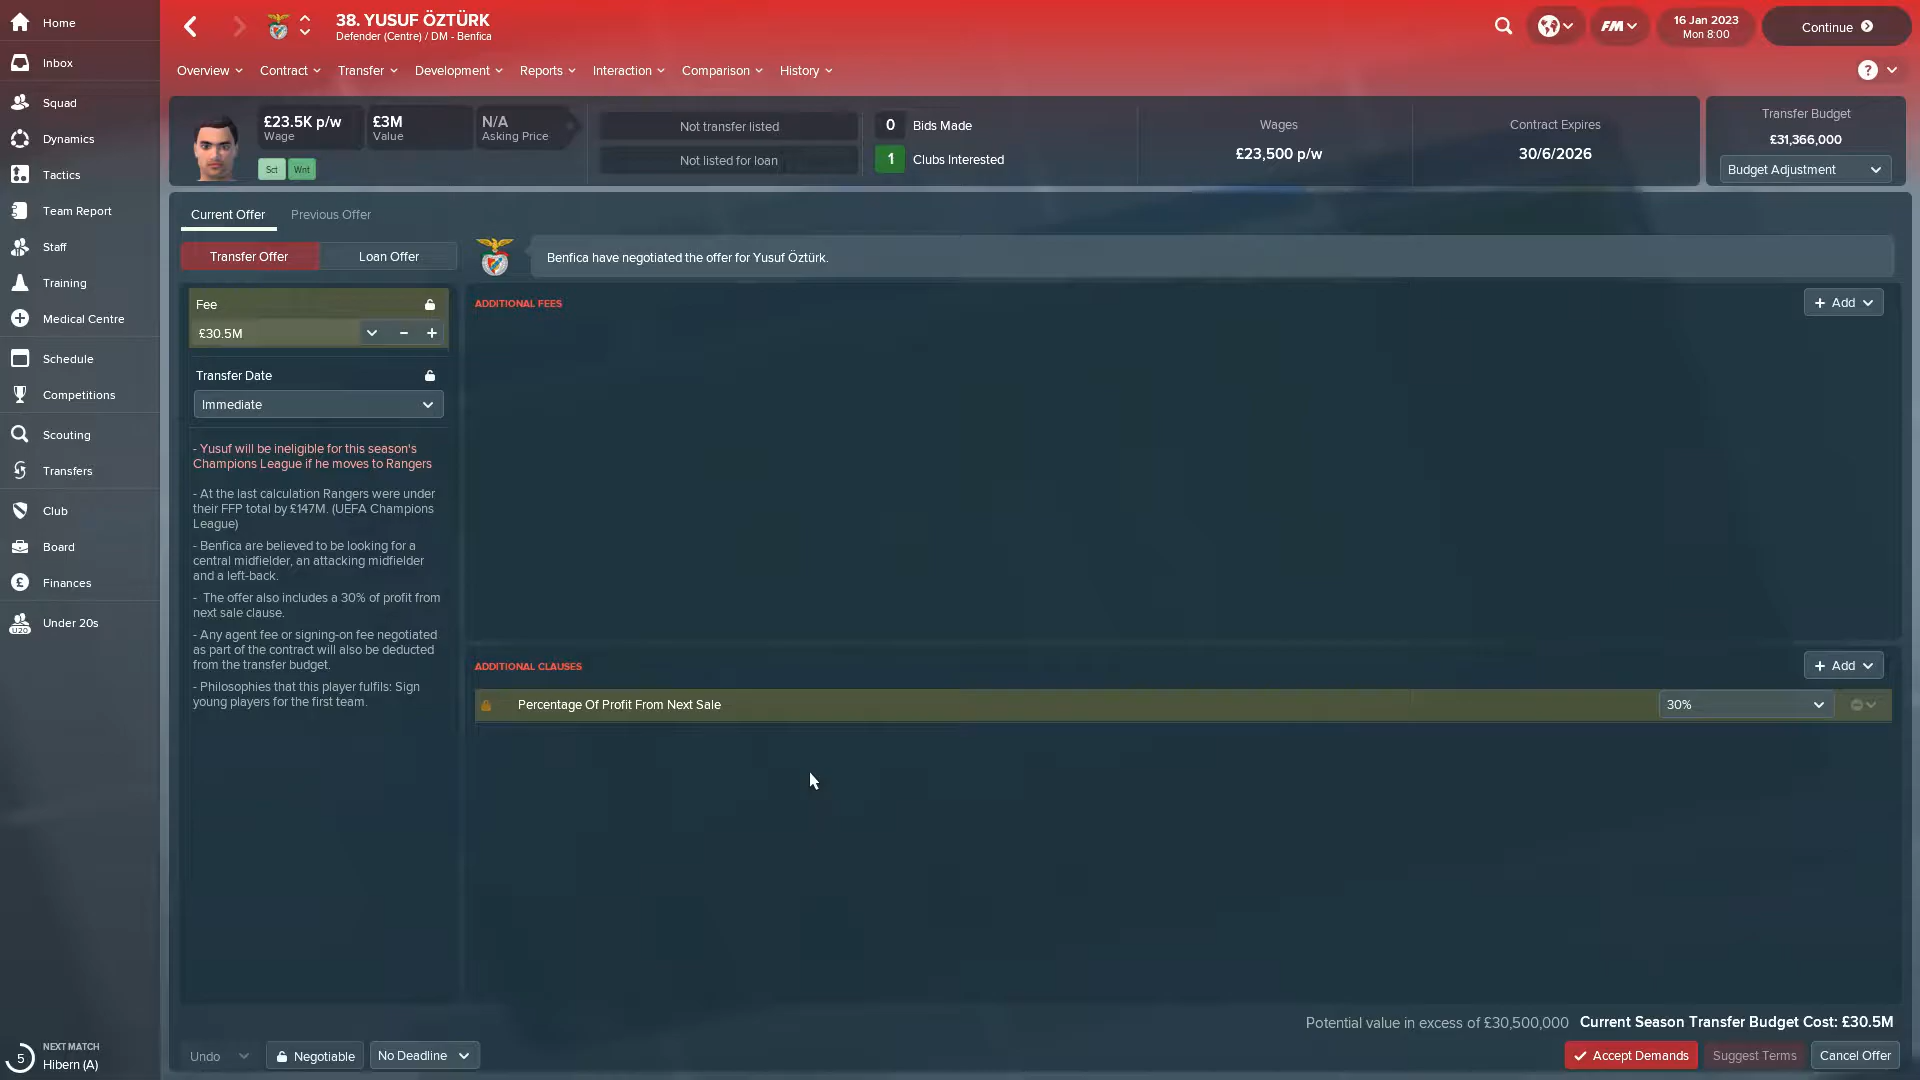 Home
Inbox
Squad
Dynamics
Tactics
Team Report
Staff
Training
Medical Centre
Schedule
Competitions
Scouting
Transfers
Club
Board
Finances
U20
Under 20s
5
NEXT MATCH
Hibern (A)
38. YUSUF ÖZTÜRK
Defender (Centre) / DM - Benfica
FM
16 Jan 2023
Mon 8:00
Continue
Overview
Contract
Transfer
Development
Reports
Interaction
Comparison
History
?
£23.5K p/w
Wage
£3M
Value
N/A
Asking Price
Sct
Wnt
Not transfer listed
Not listed for loan
0 Bids Made
1 Clubs Interested
Wages
£23,500 p/w
Contract Expires
30/6/2026
Transfer Budget
£31,366,000
Budget Adjustment
Current Offer
Previous Offer
Transfer Offer
Loan Offer
Benfica have negotiated the offer for Yusuf Öztürk.
Fee
£30.5M
- +
Transfer Date
Immediate
- Yusuf will be ineligible for this season's
Champions League if he moves to Rangers
- At the last calculation Rangers were under
their FFP total by £147M. (UEFA Champions
League)
- Benfica are believed to be looking for a
central midfielder, an attacking midfielder
and a left-back.
- The offer also includes a 30% of profit from
next sale clause.
- Any agent fee or signing-on fee negotiated
as part of the contract will also be deducted
from the transfer budget.
- Philosophies that this player fulfils: Sign
young players for the first team.
ADDITIONAL FEES
+ Add
ADDITIONAL CLAUSES
+ Add
Percentage Of Profit From Next Sale
30%
Potential value in excess of £30,500,000
Current Season Transfer Budget Cost: £30.5M
Undo
Negotiable
No Deadline
Accept Demands
Suggest Terms
Cancel Offer